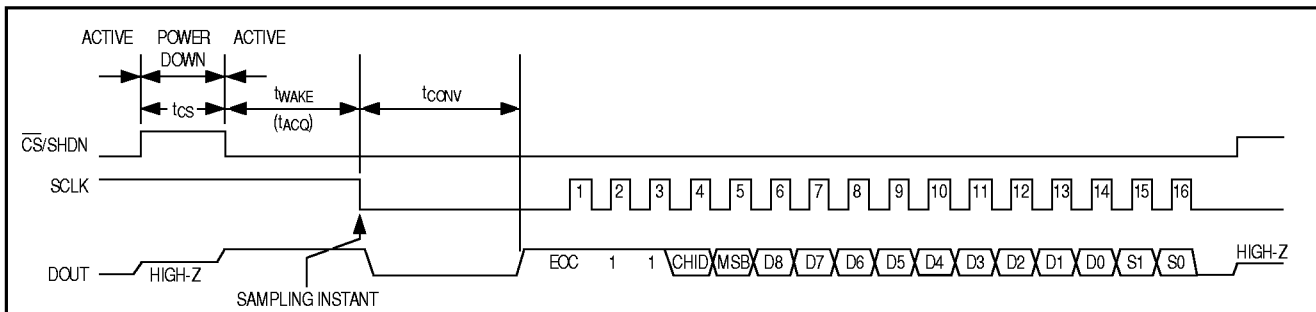 ACTIVE POWER DOWN ACTIVE
tCS
tWAKE
(tACQ)
tCONV
CS/SHDN
SCLK
1 2 3 4 5 6 7 8 9 10 11 12 13 14 15 16
DOUT
HIGH-Z
EOC 1 1 CHID MSB D8 D7 D6 D5 D4 D3 D2 D1 D0 S1 S0
HIGH-Z
SAMPLING INSTANT